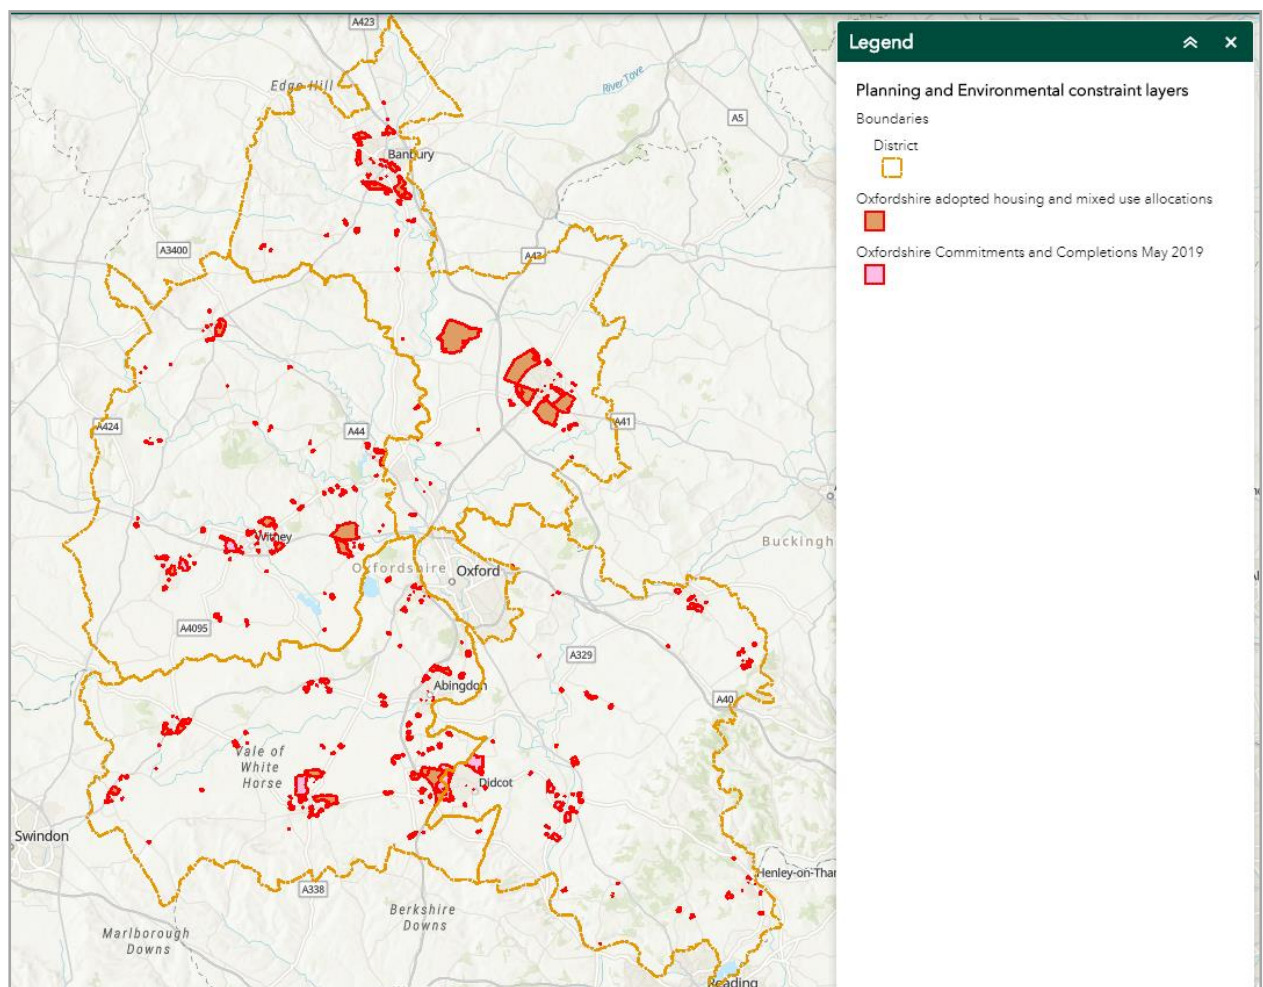 A423
Edge Hill
River Tove
A5
Banbury
A3400
A43
A424
A44
A41
Witney
Oxfordshire
Oxford
Buckingh
A4095
A329
Abingdon
A40
Vale of
White
Horse
Didcot
Swindon
Henley-on-Thar
A338
Berkshire
Downs
Marlborough
Downs
Reading
Legend
Planning and Environmental constraint layers
Boundaries
District
Oxfordshire adopted housing and mixed use allocations
Oxfordshire Commitments and Completions May 2019